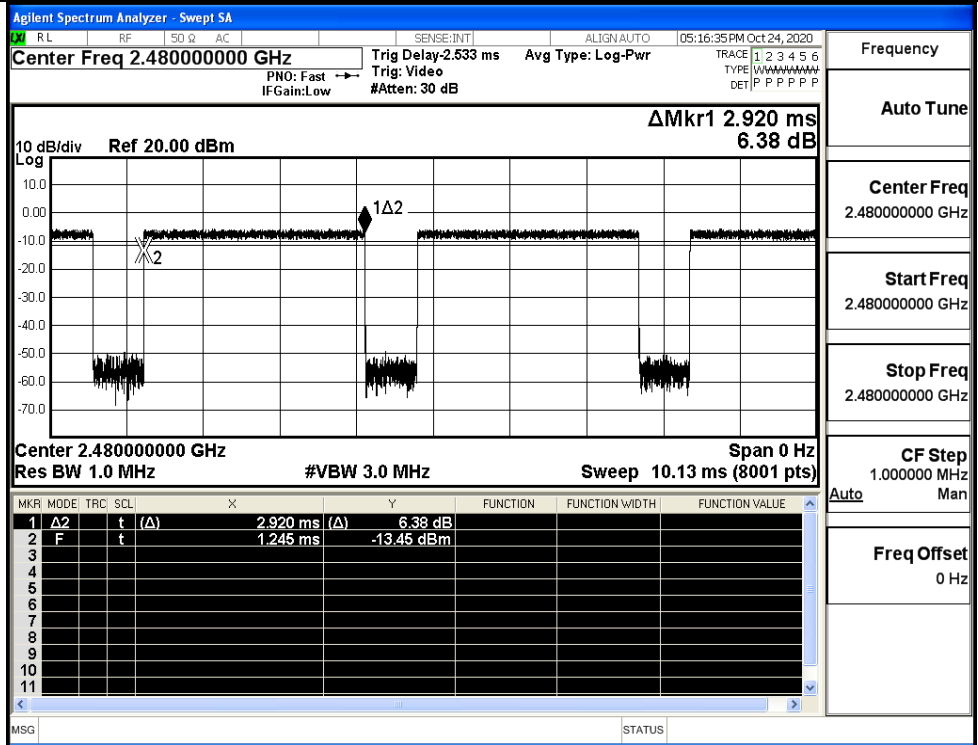 Agilent Spectrum Analyzer - Swept SA
LXI RL RF 50 Ω AC SENSE:INT ALIGN AUTO 05:16:35 PM Oct 24, 2020
Center Freq 2.480000000 GHz Trig Delay-2.533 ms Avg Type: Log-Pwr TRACE 1 2 3 4 5 6
PNO: Fast Trig: Video TYPE WWWWWW
IFGain:Low #Atten: 30 dB DET P P P P P P
ΔMkr1 2.920 ms
6.38 dB
10 dB/div Ref 20.00 dBm
Log
10.0
0.00
-10.0
-20.0
-30.0
-40.0
-50.0
-60.0
-70.0
1Δ2
2
Center 2.480000000 GHz Span 0 Hz
Res BW 1.0 MHz #VBW 3.0 MHz Sweep 10.13 ms (8001 pts)
MKR MODE TRC SCL X Y FUNCTION FUNCTION WIDTH FUNCTION VALUE
1 Δ2 t (Δ) 2.920 ms (Δ) 6.38 dB
2 F t 1.245 ms -13.45 dBm
3
4
5
6
7
8
9
10
11
MSG STATUS
Frequency
Auto Tune
Center Freq
2.480000000 GHz
Start Freq
2.480000000 GHz
Stop Freq
2.480000000 GHz
CF Step
1.000000 MHz
Auto Man
Freq Offset
0 Hz